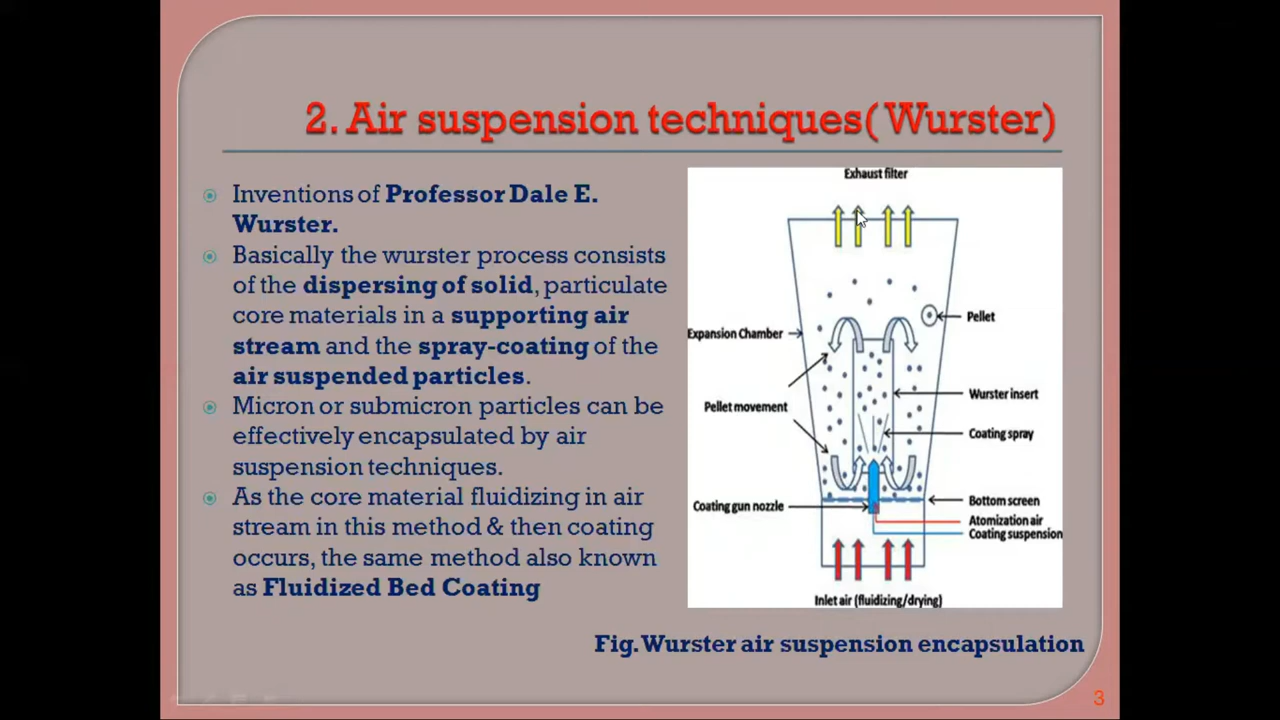 2. Air suspension techniques( Wurster)
Inventions of Professor Dale E.
Wurster.
Basically the wurster process consists
of the dispersing of solid, particulate
core materials in a supporting air
stream and the spray-coating of the
air suspended particles.
Micron or submicron particles can be
effectively encapsulated by air
suspension techniques.
As the core material fluidizing in air
stream in this method & then coating
occurs, the same method also known
as Fluidized Bed Coating
Exhaust filter
Pellet
Expansion Chamber
Wurster insert
Pellet movement
Coating spray
Bottom screen
Coating gun nozzle
Atomization air
Coating suspension
Inlet air (fluidizing/drying)
Fig.Wurster air suspension encapsulation
3